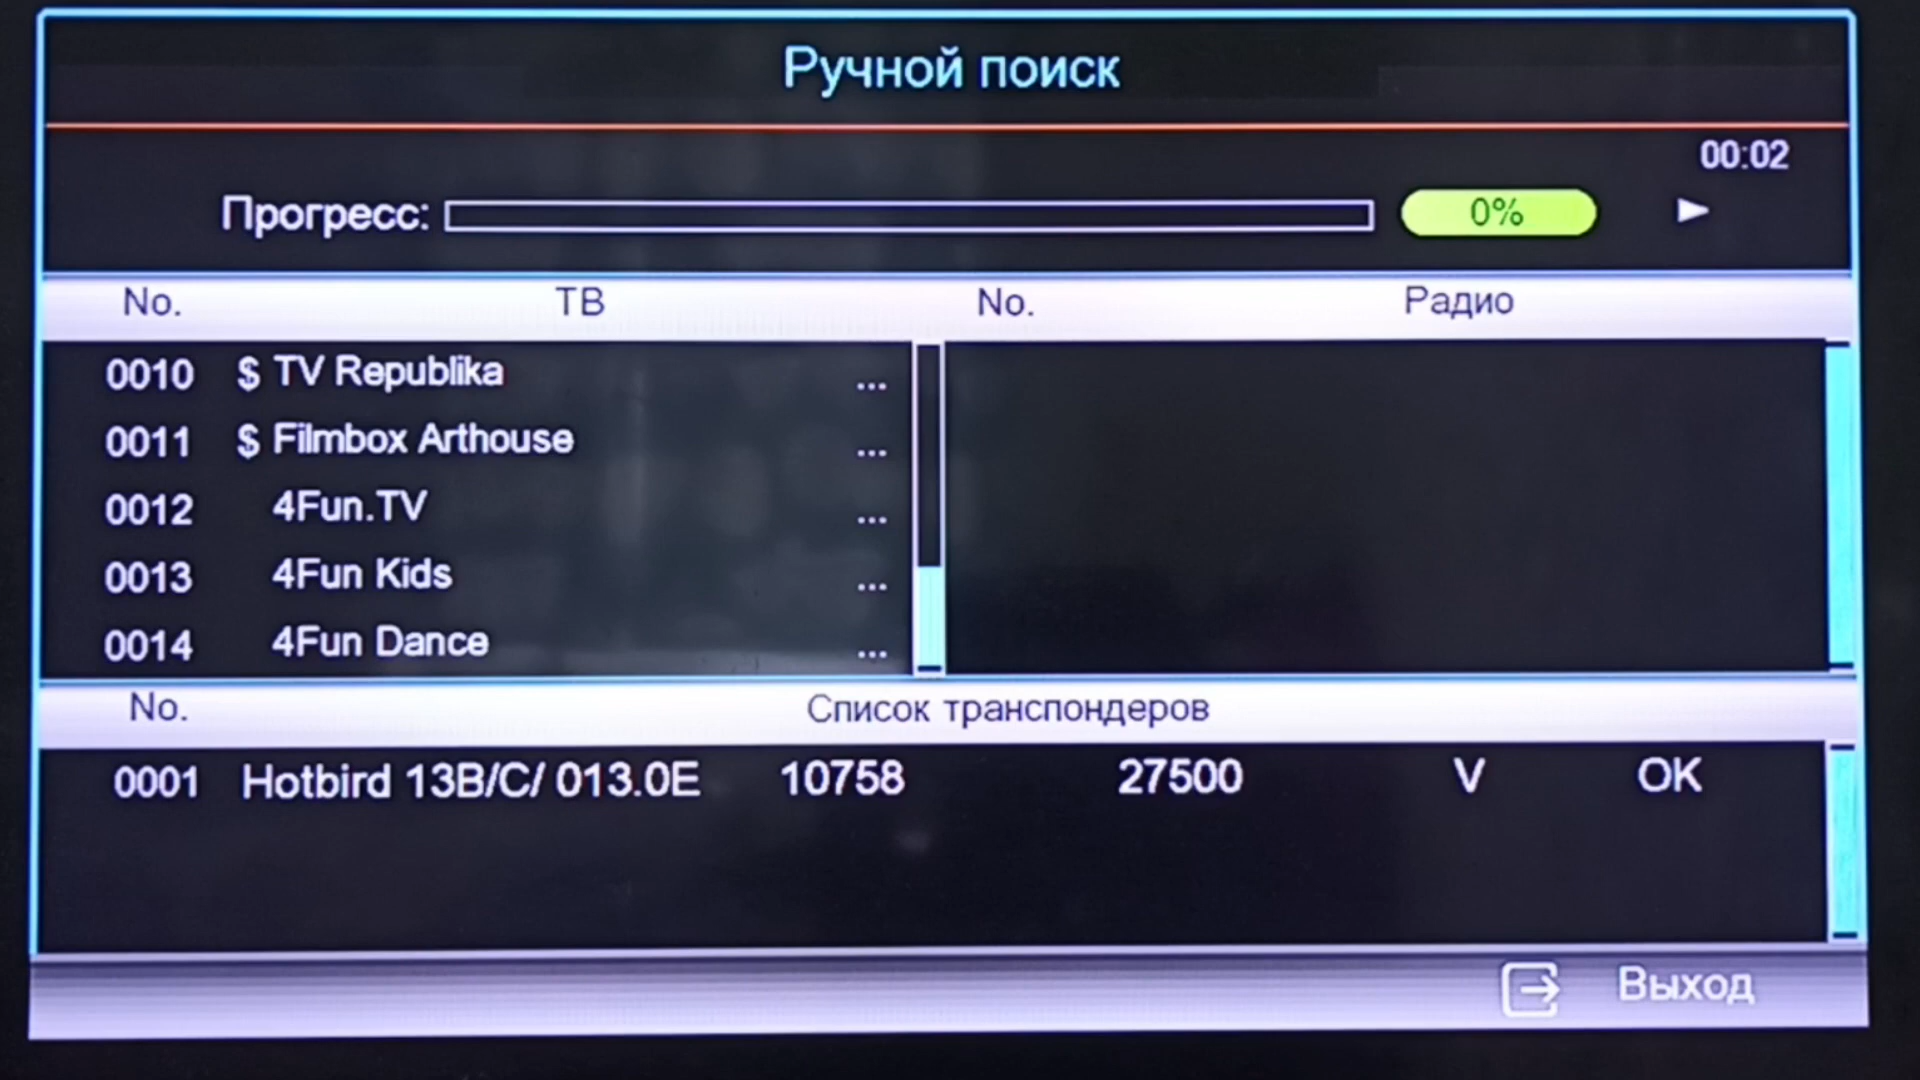 Ручной поиск
00:02
Прогресс: 0%
No. ТВ No. Радио
0010 $ TV Republika ...
0011 $ Filmbox Arthouse ...
0012 4Fun.TV ...
0013 4Fun Kids ...
0014 4Fun Dance ...
No. Список транспондеров
0001 Hotbird 13B/C/ 013.0E 10758 27500 V OK
Выход